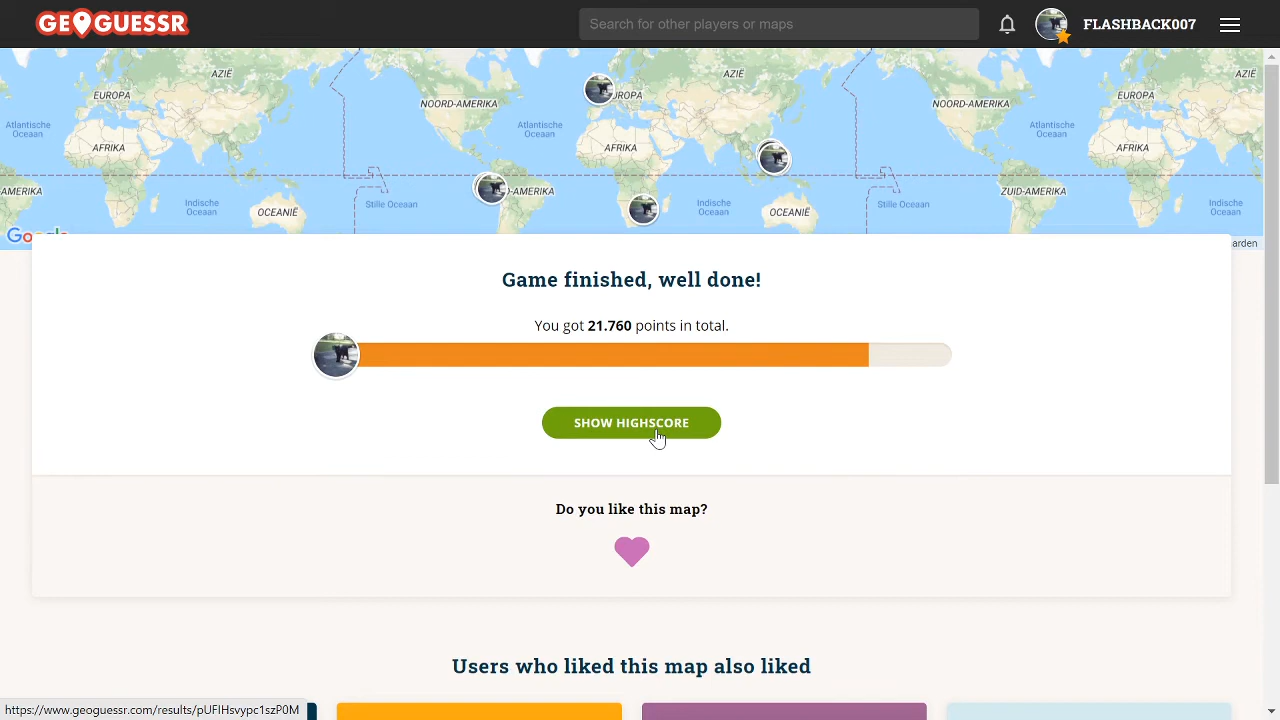 GEOGUESSR
Search for other players or maps
FLASHBACK007
AZIË
AZIË
AZIË
EUROPA
NOORD-AMERIKA
UROPA
NOORD-AMERIKA
EUROPA
Atlantische
Oceaan
Atlantische
Oceaan
Atlantische
Oceaan
AFRIKA
AFRIKA
AFRIKA
AMERIKA
D-AMERIKA
ZUID-AMERIKA
Indische
Oceaan
OCEANIË
Stille Oceaan
Indische
Oceaan
OCEANIË
Stille Oceaan
Indische
Oceaan
Google
arden
Game finished, well done!
You got 21.760 points in total.
SHOW HIGHSCORE
Do you like this map?
Users who liked this map also liked
https://www.geoguessr.com/results/pUFIHsvypc1szP0M